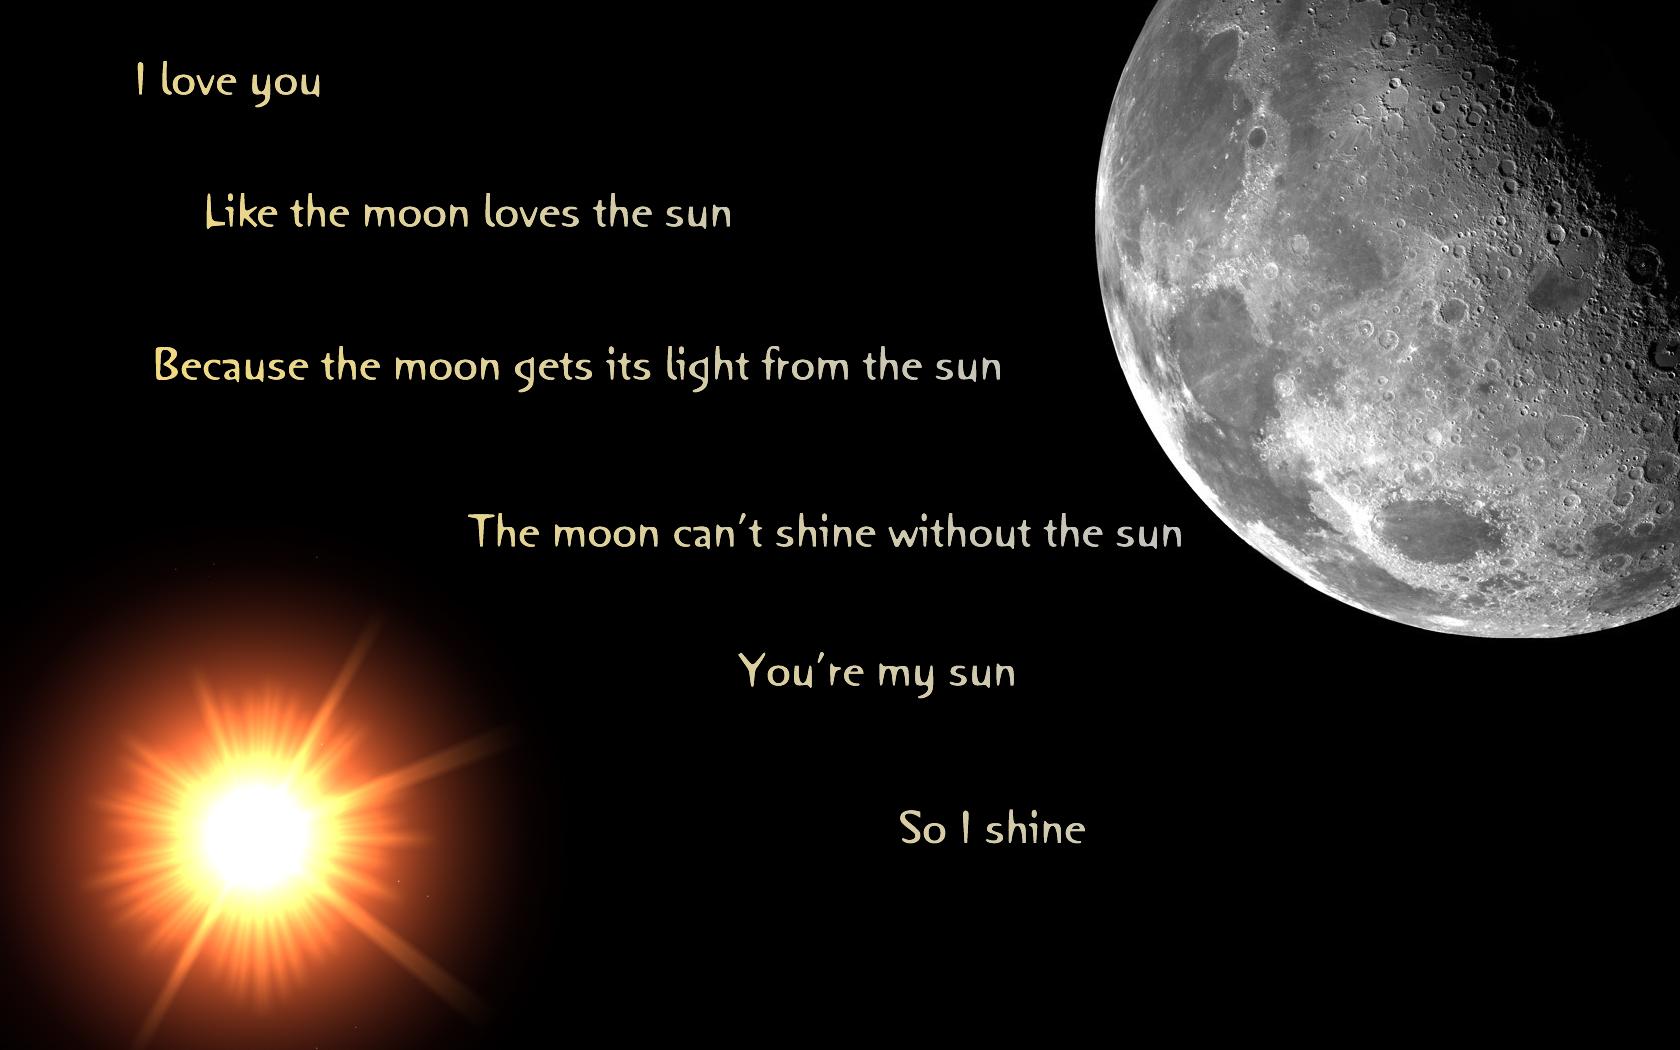 I love you
Like the moon loves the sun
Because the moon gets its light from the sun
The moon can't shine without the sun
You're my sun
So I shine